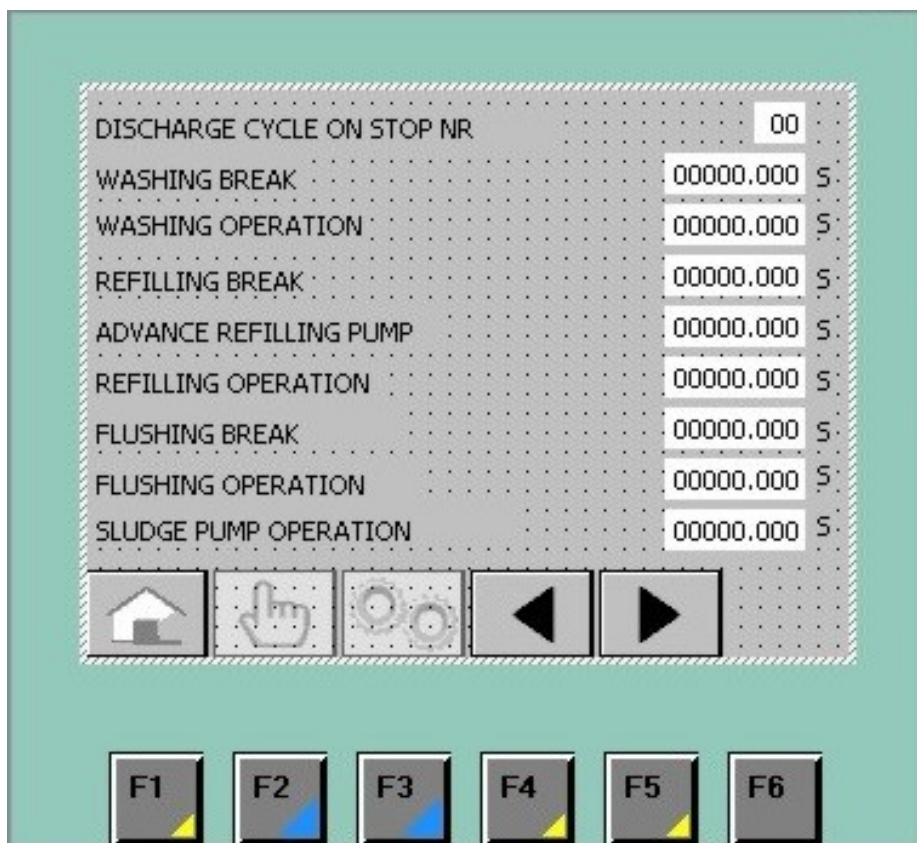 DISCHARGE CYCLE ON STOP NR 00
WASHING BREAK 00000.000 S
WASHING OPERATION 00000.000 S
REFILLING BREAK 00000.000 S
ADVANCE REFILLING PUMP 00000.000 S
REFILLING OPERATION 00000.000 S
FLUSHING BREAK 00000.000 S
FLUSHING OPERATION 00000.000 S
SLUDGE PUMP OPERATION 00000.000 S
F1 F2 F3 F4 F5 F6